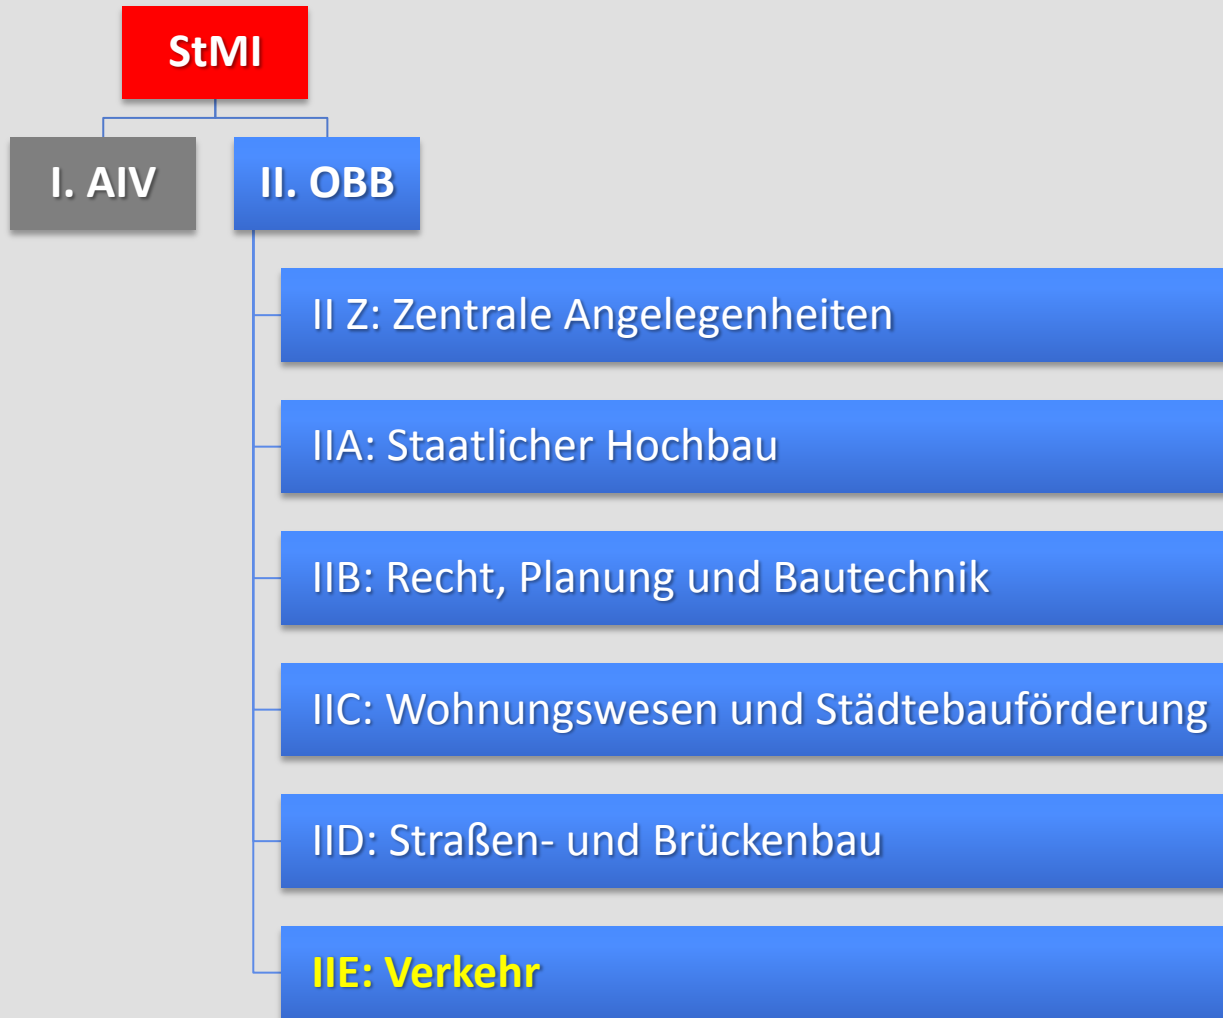 StMI
I. AIV
II. OBB
II Z: Zentrale Angelegenheiten
IIA: Staatlicher Hochbau
IIB: Recht, Planung und Bautechnik
IIC: Wohnungswesen und Städtebauförderung
IID: Straßen- und Brückenbau
IIE: Verkehr